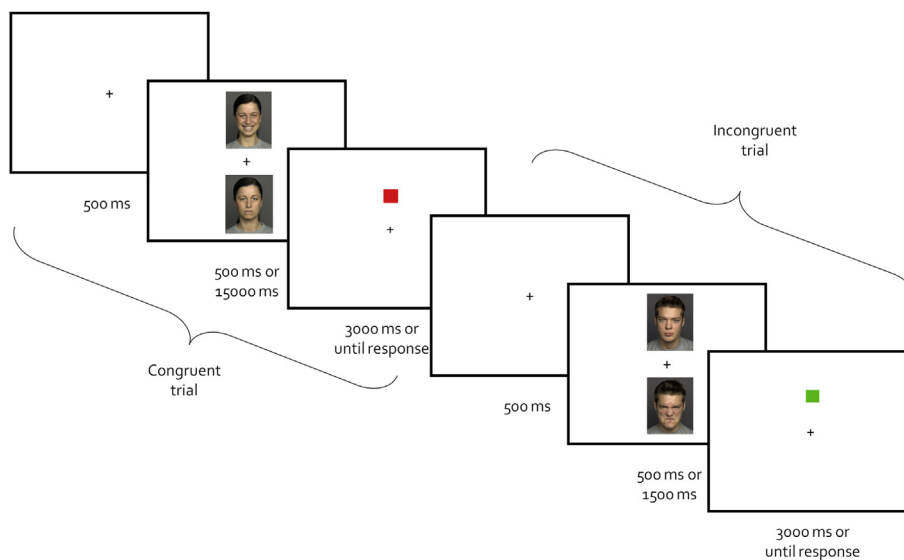 500 ms
500 ms or
15000 ms
3000 ms or
until response
Congruent
trial
Incongruent
trial
500 ms
500 ms or
1500 ms
3000 ms or
until response